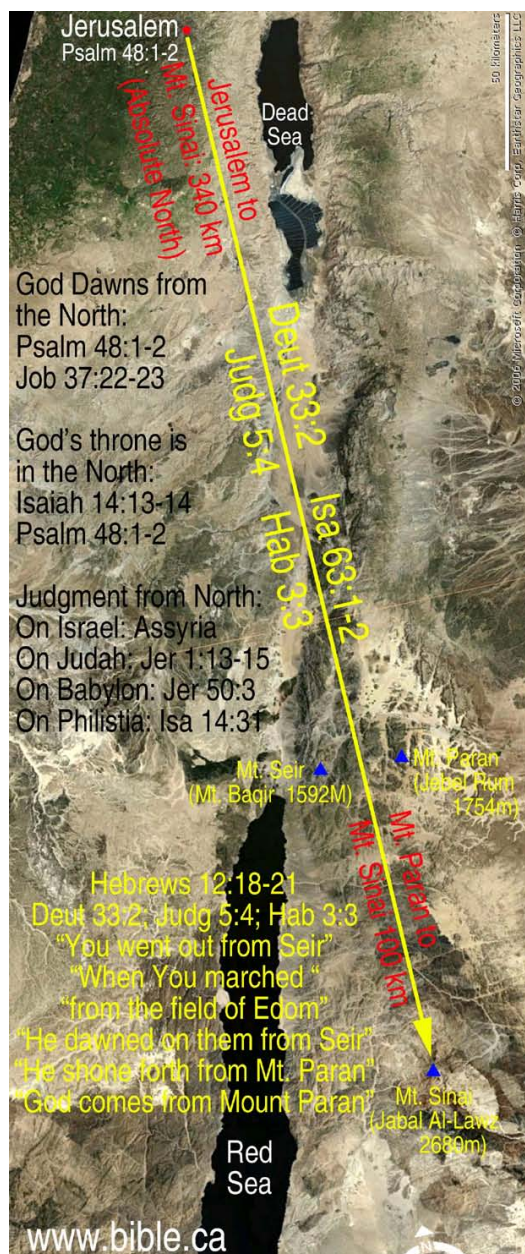 Jerusalem
Psalm 48:1-2
Jerusalem to
Mt. Sinai: 340 km
(Absolute North)
Dead
Sea
50 Kilometers
© 2006 Microsoft Corporation © Harris Corp, Earthstar Geographics LLC
God Dawns from
the North:
Psalm 48:1-2
Job 37:22-23
God's throne is
in the North:
Isaiah 14:13-14
Psalm 48:1-2
Judgment from North:
On Israel: Assyria
On Judah: Jer 1:13-15
On Babylon: Jer 50:3
On Philistia: Isa 14:31
Deut 33:2
Judg 5:4
Isa 63:1-2
Hab 3:3
Mt. Seir
(Mt. Baqir 1592M)
Mt. Paran
(Jebel Rum
1754m)
Mt. Paran to
Mt. Sinai 100 km
Hebrews 12:18-21
Deut 33:2; Judg 5:4; Hab 3:3
“You went out from Seir”
“When You marched “
“from the field of Edom”
“He dawned on them from Seir”
“He shone forth from Mt. Paran”
“God comes from Mount Paran”
Mt. Sinai
(Jabal Al-Lawz
2680m)
Red
Sea
www.bible.ca
N